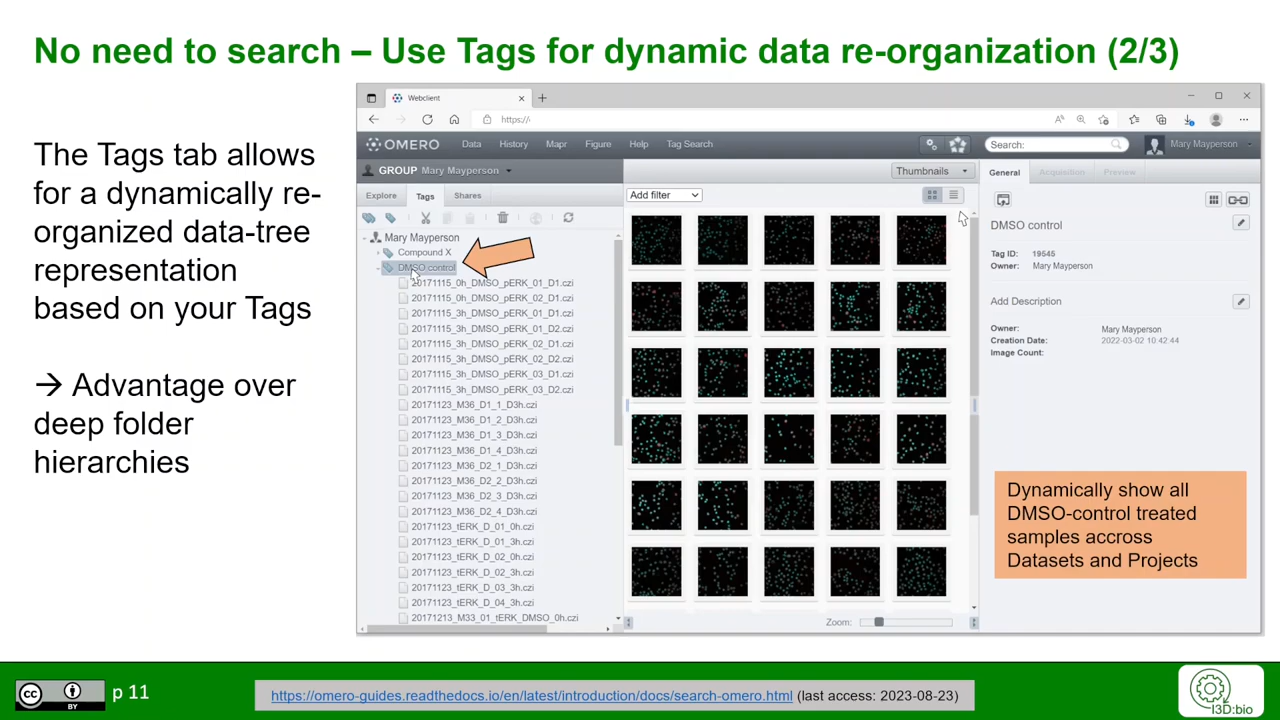 No need to search – Use Tags for dynamic data re-organization (2/3)
The Tags tab allows
for a dynamically re-
organized data-tree
representation
based on your Tags
→ Advantage over
deep folder
hierarchies
Webclient
https://
OMERO Data History Mapr Figure Help Tag Search Search: Mary Mayperson
GROUP Mary Mayperson
Thumbnails
General Acquisition Preview
Explore Tags Shares
Add filter
Mary Mayperson
Compound X
DMSO control
20171115_0h_DMSO_pERK_01_D1.czi
20171115_0h_DMSO_pERK_02_D1.czi
20171115_3h_DMSO_pERK_01_D1.czi
20171115_3h_DMSO_pERK_01_D2.czi
20171115_3h_DMSO_pERK_02_D1.czi
20171115_3h_DMSO_pERK_02_D2.czi
20171115_3h_DMSO_pERK_03_D1.czi
20171115_3h_DMSO_pERK_03_D2.czi
20171123_M36_D1_1_D3h.czi
20171123_M36_D1_2_D3h.czi
20171123_M36_D1_3_D3h.czi
20171123_M36_D1_4_D3h.czi
20171123_M36_D2_1_D3h.czi
20171123_M36_D2_2_D3h.czi
20171123_M36_D2_3_D3h.czi
20171123_M36_D2_4_D3h.czi
20171123_tERK_D_01_0h.czi
20171123_tERK_D_01_3h.czi
20171123_tERK_D_02_0h.czi
20171123_tERK_D_02_3h.czi
20171123_tERK_D_03_3h.czi
20171123_tERK_D_04_3h.czi
20171213_M33_01_tERK_DMSO_0h.czi
Zoom:
DMSO control
Tag ID: 19545
Owner: Mary Mayperson
Add Description
Owner: Mary Mayperson
Creation Date: 2022-03-02 10:42:44
Image Count:
Dynamically show all
DMSO-control treated
samples accross
Datasets and Projects
cc BY
p 11
https://omero-guides.readthedocs.io/en/latest/introduction/docs/search-omero.html (last access: 2023-08-23)
I3D:bio